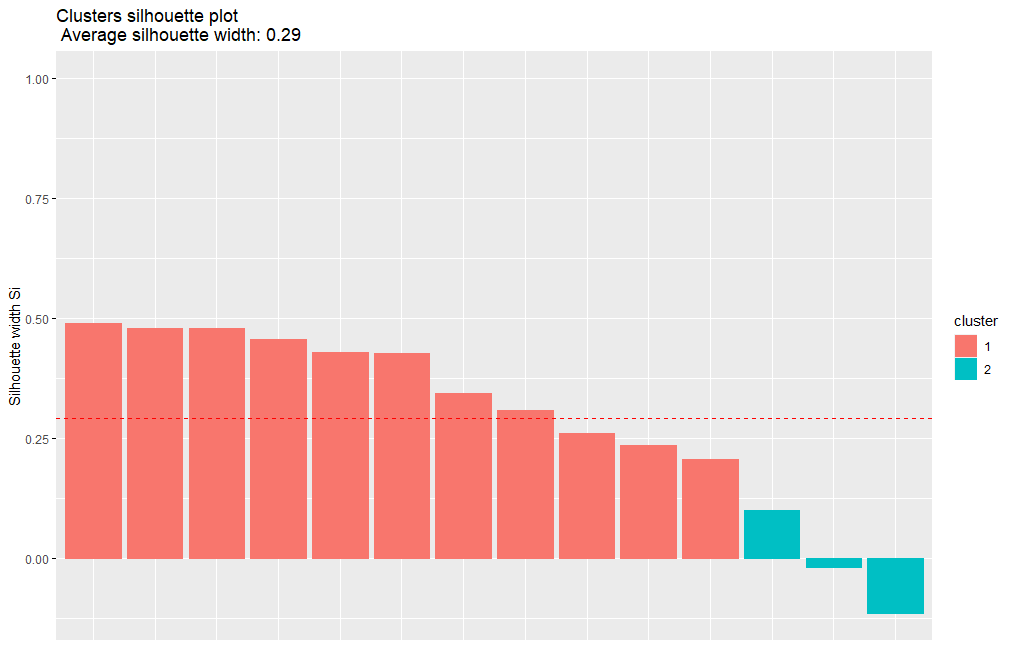 Clusters silhouette plot
Average silhouette width: 0.29
1.00
0.75
0.50
0.25
0.00
Silhouette width Si
cluster
1
2